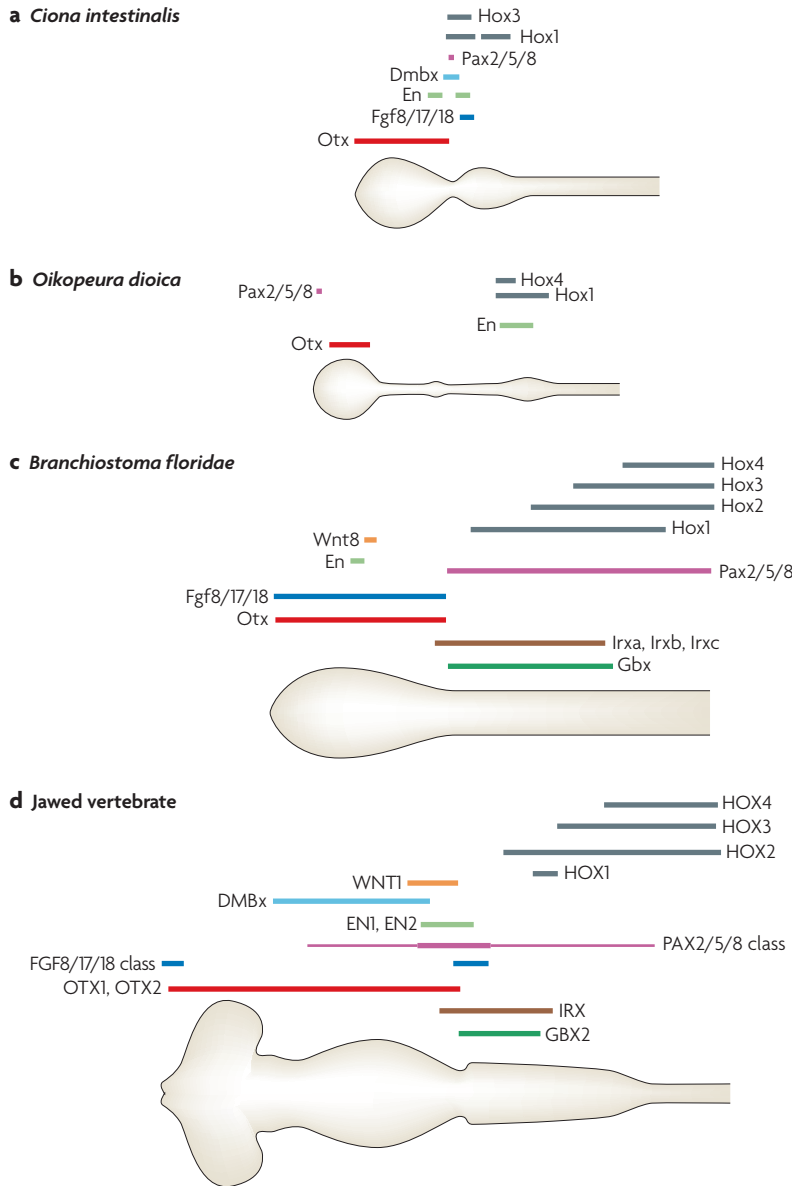 a Ciona intestinalis
Hox3
Hox1
Pax2/5/8
Dmbx
En
Fgf8/17/18
Otx
b Oikopeura dioica
Hox4
Pax2/5/8
Hox1
En
Otx
c Branchiostoma floridae
Hox4
Hox3
Hox2
Hox1
Wnt8
En
Pax2/5/8
Fgf8/17/18
Otx
Irxa, Irxb, Irxc
Gbx
d Jawed vertebrate
HOX4
HOX3
HOX2
HOX1
WNT1
DMBx
EN1, EN2
PAX2/5/8 class
FGF8/17/18 class
OTX1, OTX2
IRX
GBX2